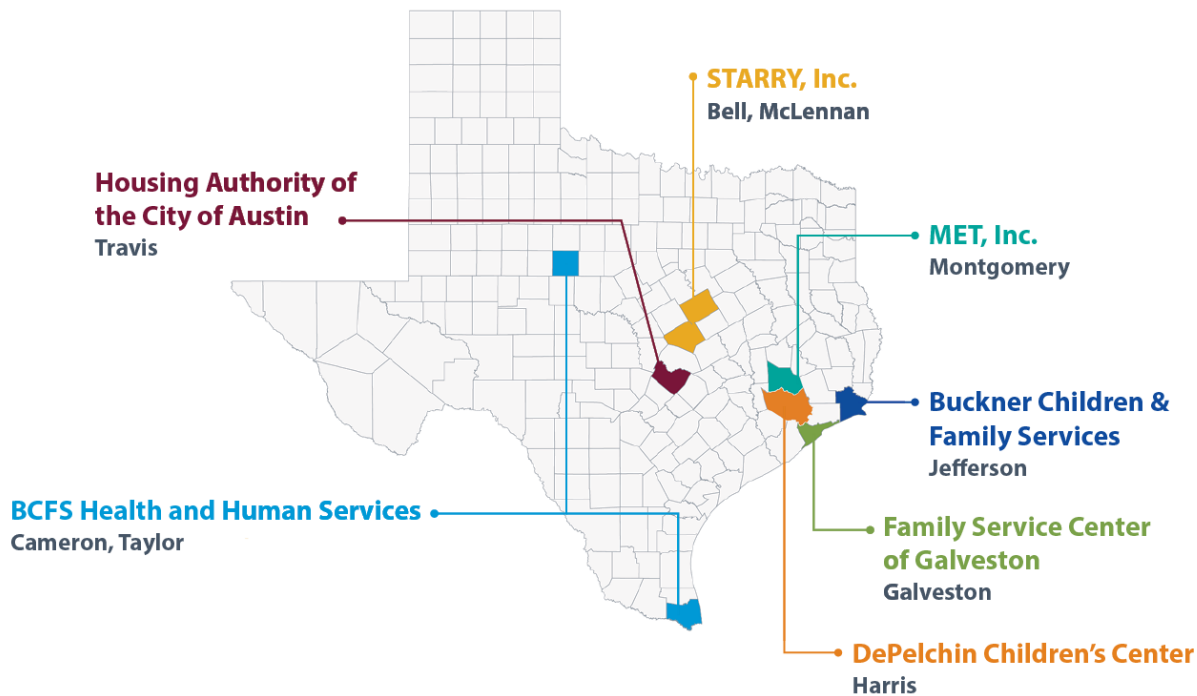 STARRY, Inc.
Bell, McLennan
Housing Authority of
the City of Austin
Travis
MET, Inc.
Montgomery
Buckner Children &
Family Services
Jefferson
BCFS Health and Human Services
Cameron, Taylor
Family Service Center
of Galveston
Galveston
DePelchin Children’s Center
Harris